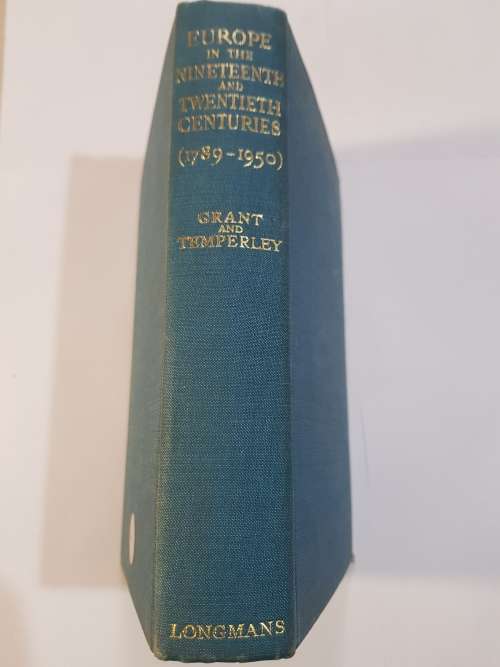 EUROPE
IN THE
NINETEENTH
AND
TWENTIETH
CENTURIES
(1789-1950)
GRANT
AND
TEMPERLEY
LONGMANS